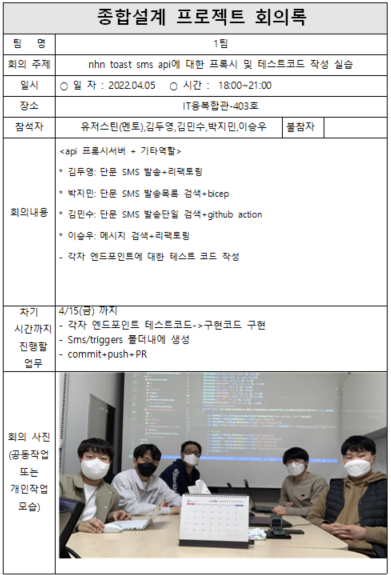 종합설계 프로젝트 회의록
팀 명 1팀
회의 주제 nhn toast sms api에 대한 프록시 및 테스트코드 작성 실습
일시 ○ 일 자 : 2022.04.05 ○ 시간 : 18:00~21:00
장소 IT융복합관-403호
참석자 유저스틴(멘토),김두영,김민수,박지민,이승우 불참자
회의내용
<api 프록시서버 + 기타역할>
* 김두영: 단문 SMS 발송+리팩토링
* 박지민: 단문 SMS 발송목록 검색+bicep
* 김민수: 단문 SMS 발송단일 검색+github action
* 이승우: 메시지 검색+리팩토링
- 각자 엔드포인트에 대한 테스트 코드 작성
차기
시간까지
진행할
업무
4/15(금) 까지
- 각자 엔드포인트 테스트코드->구현코드 구현
- Sms/triggers 폴더내에 생성
- commit+push+PR
회의 사진
(공동작업
또는
개인작업
모습)